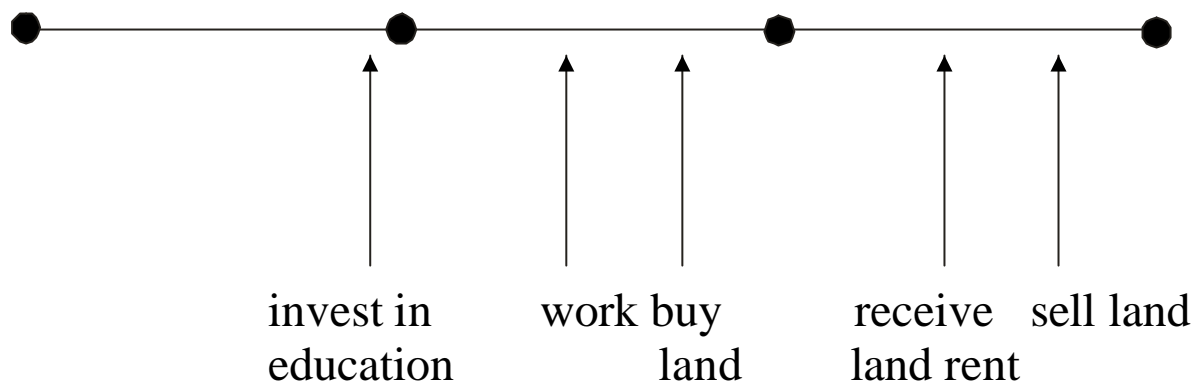 invest in work buy receive sell land
education land land rent